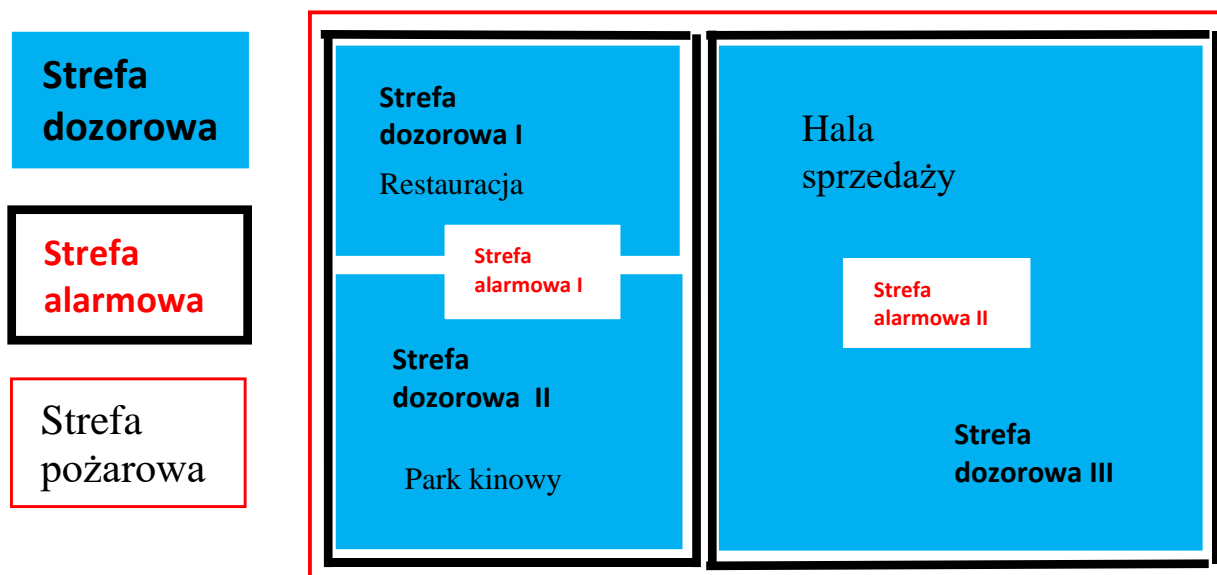 Strefa
dozorowa
Strefa
alarmowa
Strefa
pożarowa
Strefa
dozorowa I
Restauracja
Strefa
alarmowa I
Strefa
dozorowa  II
Park kinowy
Hala
sprzedaży
Strefa
alarmowa II
Strefa
dozorowa III